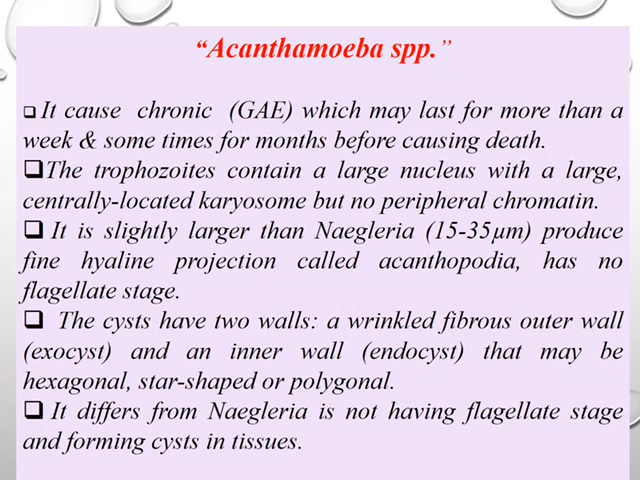 “Acanthamoeba spp.”
❑ It cause chronic (GAE) which may last for more than a
week & some times for months before causing death.
❑The trophozoites contain a large nucleus with a large,
centrally-located karyosome but no peripheral chromatin.
❑ It is slightly larger than Naegleria (15-35µm) produce
fine hyaline projection called acanthopodia, has no
flagellate stage.
❑ The cysts have two walls: a wrinkled fibrous outer wall
(exocyst) and an inner wall (endocyst) that may be
hexagonal, star-shaped or polygonal.
❑ It differs from Naegleria is not having flagellate stage
and forming cysts in tissues.